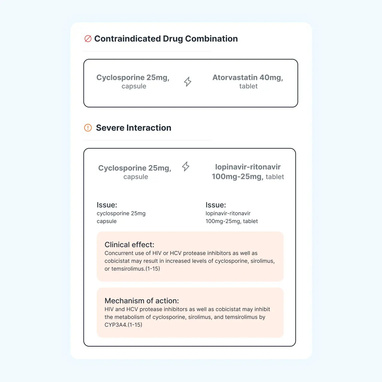 Contraindicated Drug Combination
Cyclosporine 25mg, Atorvastatin 40mg,
capsule tablet
Severe Interaction
Cyclosporine 25mg, lopinavir-ritonavir
capsule 100mg-25mg, tablet
Issue: Issue:
cyclosporine 25mg lopinavir-ritonavir
capsule 100mg-25mg, tablet
Clinical effect:
Concurrent use of HIV or HCV protease inhibitors as well as
cobicistat may result in increased levels of cyclosporine, sirolimus,
or temsirolimus.(1-15)
Mechanism of action:
HIV and HCV protease inhibitors as well as cobicistat may inhibit
the metabolism of cyclosporine, sirolimus, and temsirolimus by
CYP3A4.(1-15)